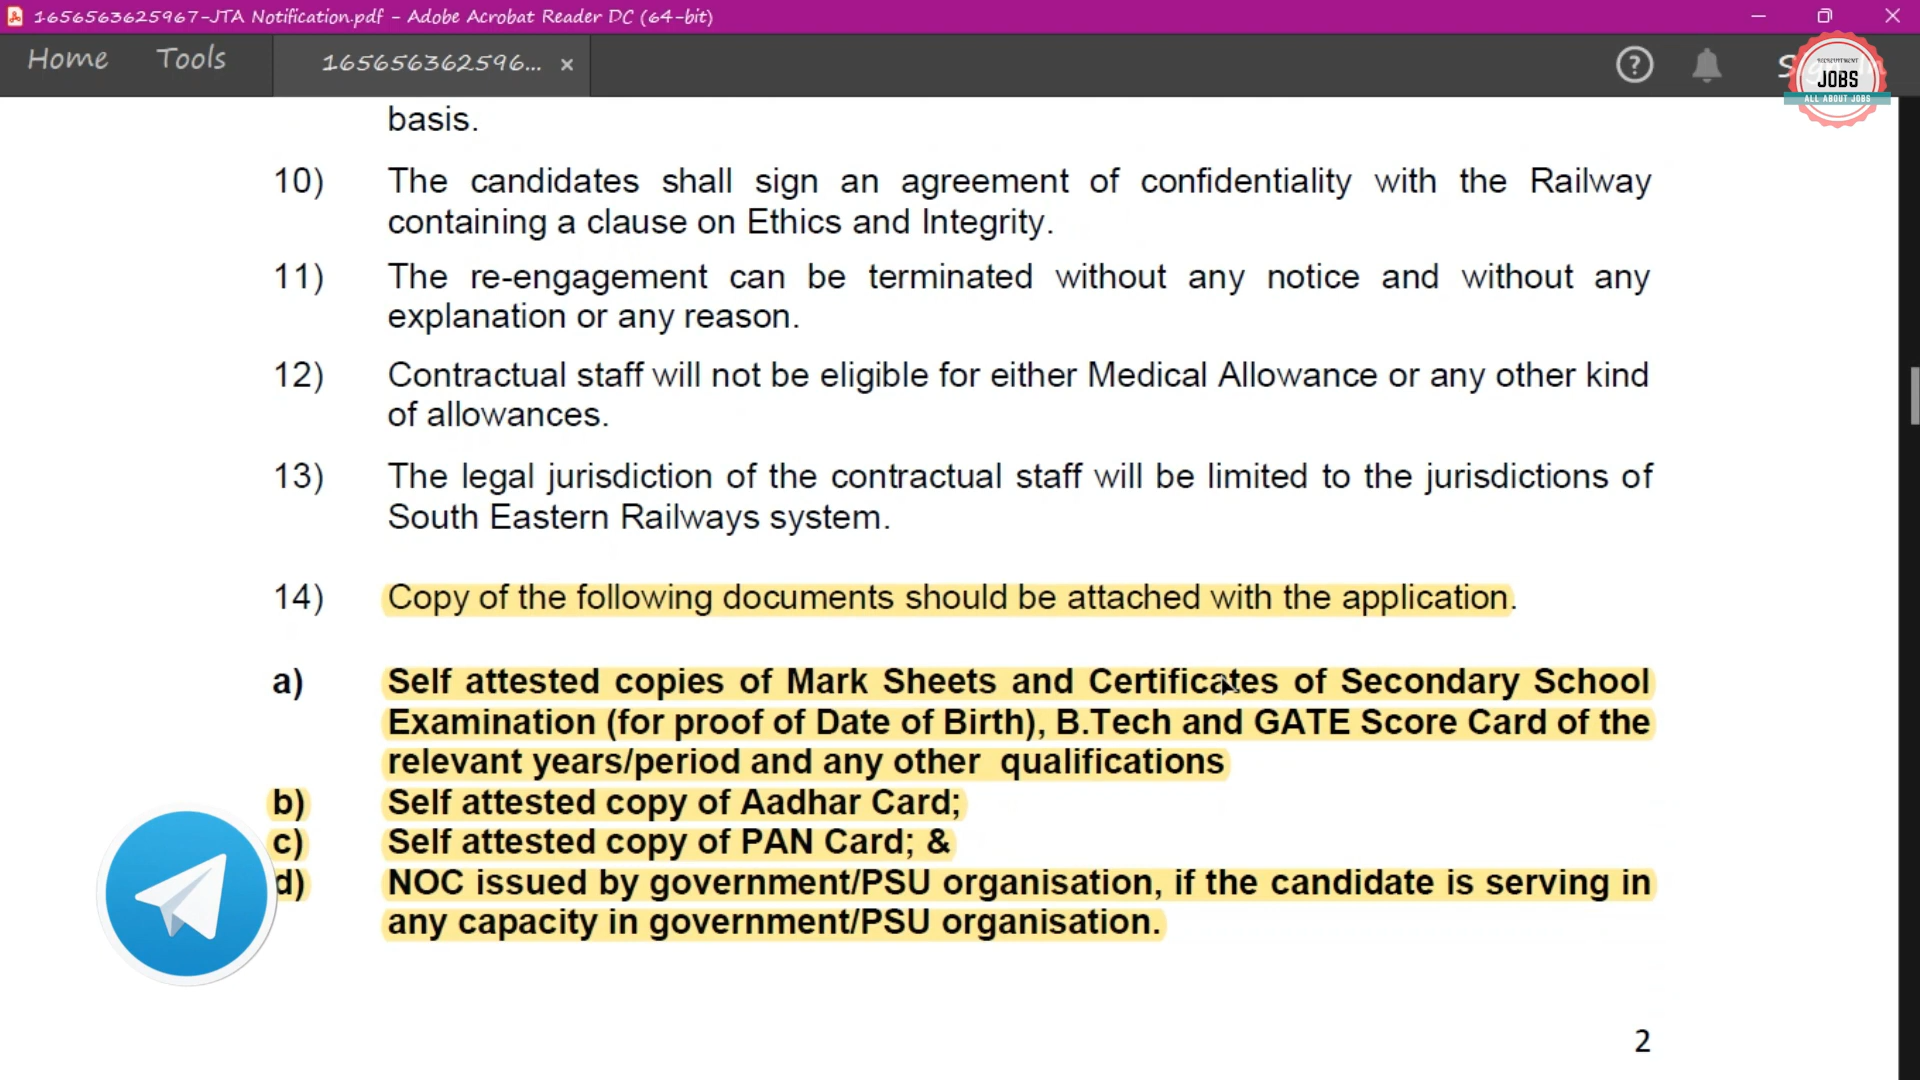 1656563625967-JTA Notification.pdf - Adobe Acrobat Reader DC (64-bit)
Home Tools 165656362596... ×
RECRUITMENT
JOBS
ALL ABOUT JOBS
basis.
10) The candidates shall sign an agreement of confidentiality with the Railway
containing a clause on Ethics and Integrity.
11) The re-engagement can be terminated without any notice and without any
explanation or any reason.
12) Contractual staff will not be eligible for either Medical Allowance or any other kind
of allowances.
13) The legal jurisdiction of the contractual staff will be limited to the jurisdictions of
South Eastern Railways system.
14) Copy of the following documents should be attached with the application.
a) Self attested copies of Mark Sheets and Certificates of Secondary School
Examination (for proof of Date of Birth), B.Tech and GATE Score Card of the
relevant years/period and any other qualifications
b) Self attested copy of Aadhar Card;
c) Self attested copy of PAN Card; &
d) NOC issued by government/PSU organisation, if the candidate is serving in
any capacity in government/PSU organisation.
2